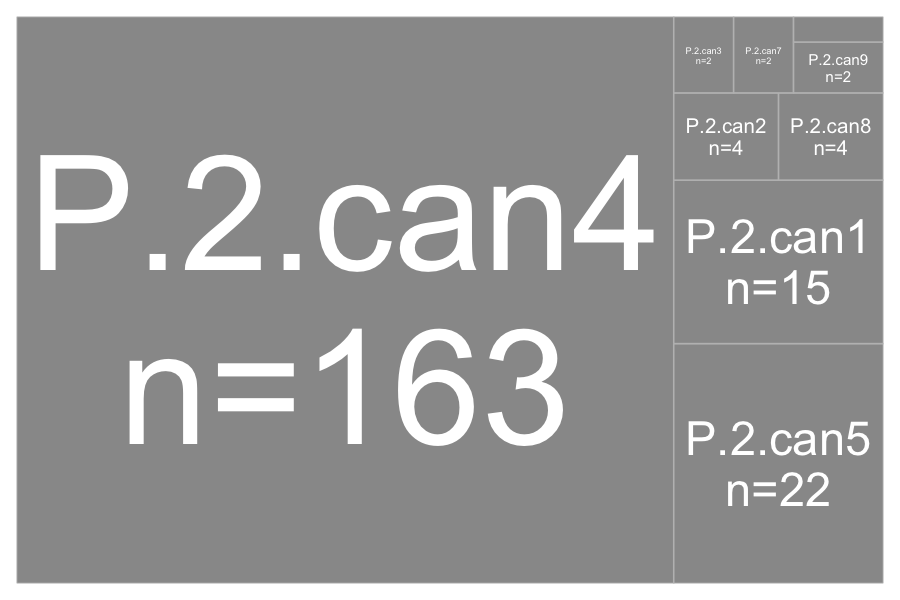 P.2.can4
n=163
P.2.can3
n=2
P.2.can7
n=2
P.2.can9
n=2
P.2.can2
n=4
P.2.can8
n=4
P.2.can1
n=15
P.2.can5
n=22